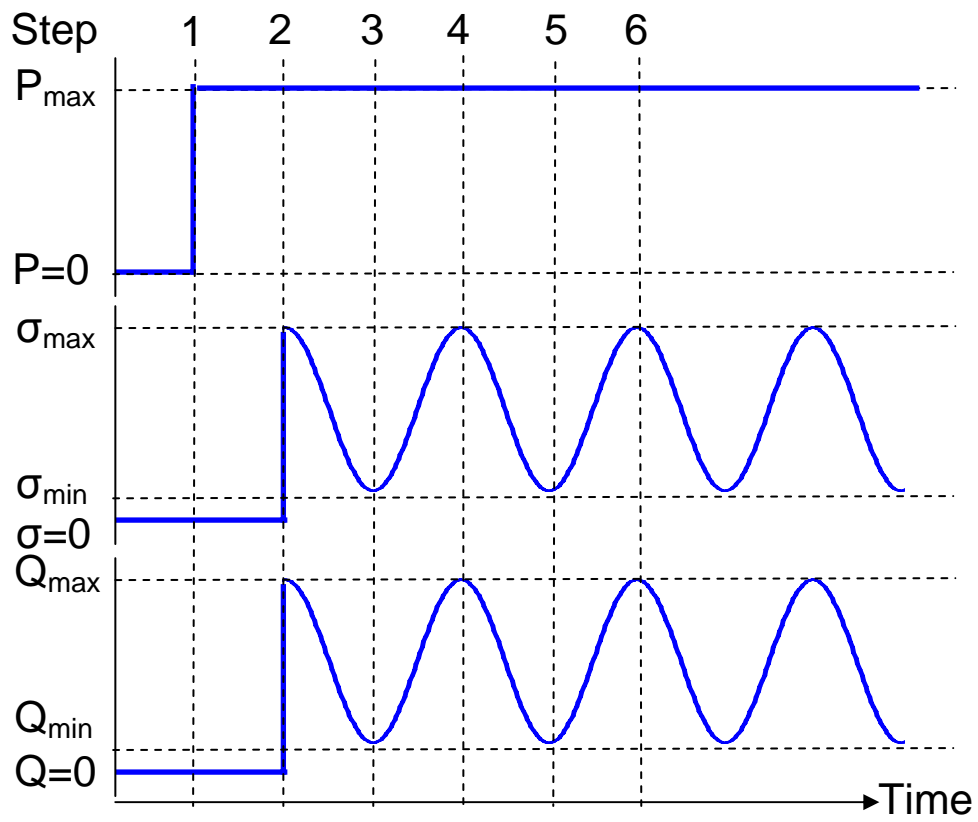 Step 1 2 3 4 5 6
Pmax
P=0
σmax
σmin
σ=0
Qmax
Qmin
Q=0
Time